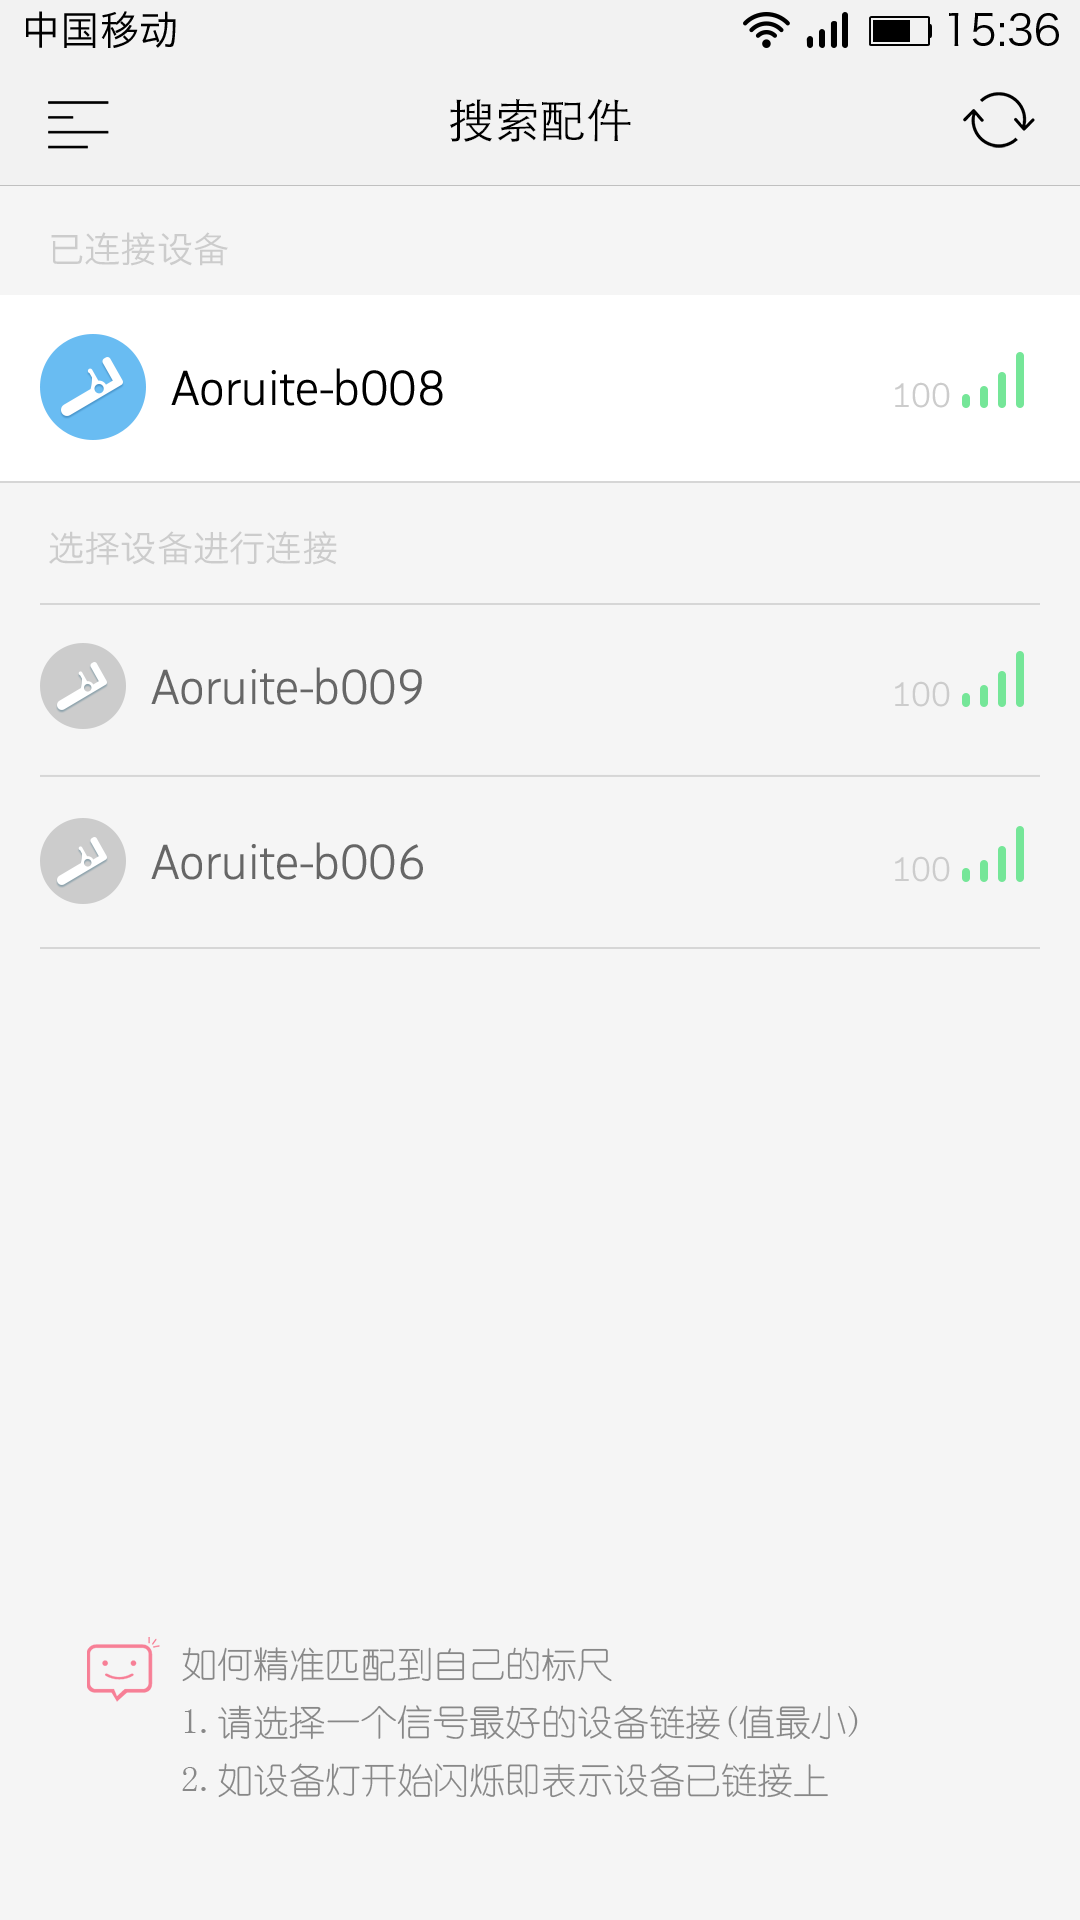 中国移动 15:36
搜索配件
已连接设备
Aoruite-b008 100
选择设备进行连接
Aoruite-b009 100
Aoruite-b006 100
如何精准匹配到自己的标尺
1.请选择一个信号最好的设备链接(值最小)
2.如设备灯开始闪烁即表示设备已链接上